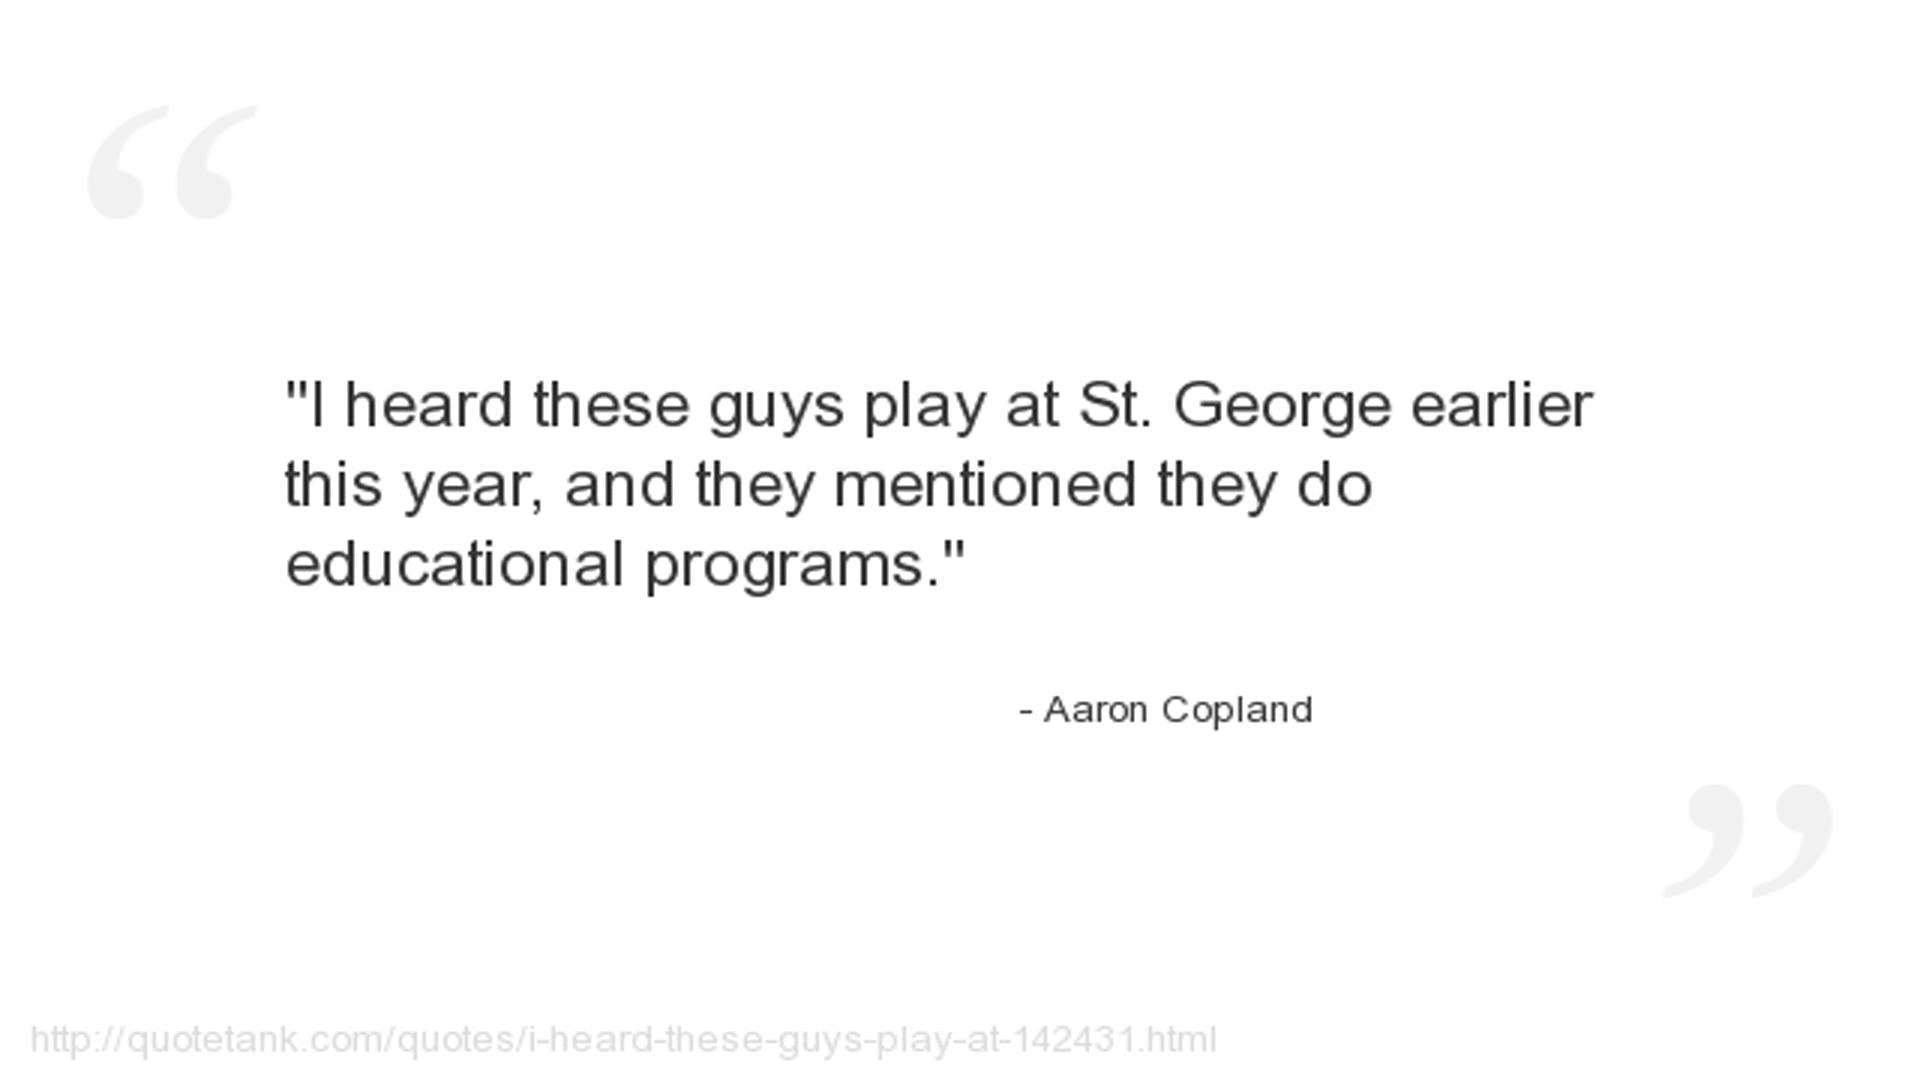 "I heard these guys play at St. George earlier
this year, and they mentioned they do
educational programs."
- Aaron Copland
http://quotetank.com/quotes/i-heard-these-guys-play-at-142431.html